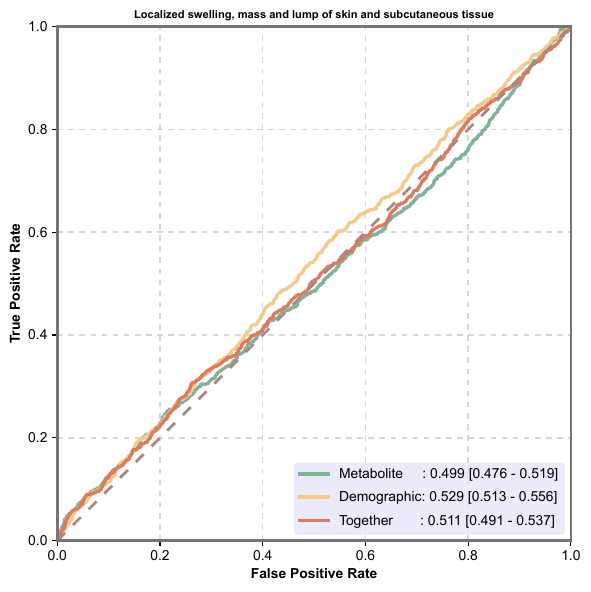 Localized swelling, mass and lump of skin and subcutaneous tissue
True Positive Rate
1.0
0.8
0.6
0.4
0.2
0.0
Metabolite : 0.499 [0.476 - 0.519]
Demographic: 0.529 [0.513 - 0.556]
Together : 0.511 [0.491 - 0.537]
0.0 0.2 0.4 0.6 0.8 1.0
False Positive Rate